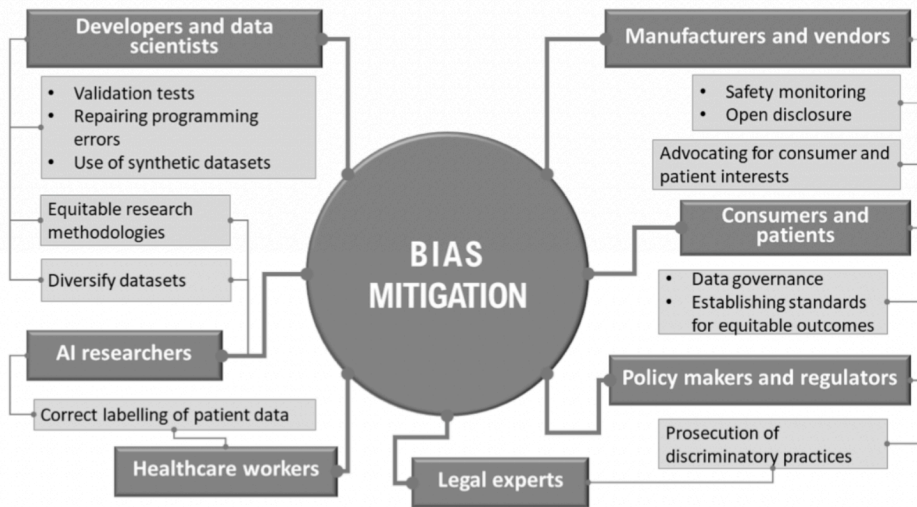 Developers and data
scientists
• Validation tests
• Repairing programming
errors
• Use of synthetic datasets
Equitable research
methodologies
Diversify datasets
AI researchers
Correct labelling of patient data
Healthcare workers
BIAS
MITIGATION
Manufacturers and vendors
• Safety monitoring
• Open disclosure
Advocating for consumer and
patient interests
Consumers and
patients
• Data governance
• Establishing standards
for equitable outcomes
Policy makers and regulators
Prosecution of
discriminatory practices
Legal experts